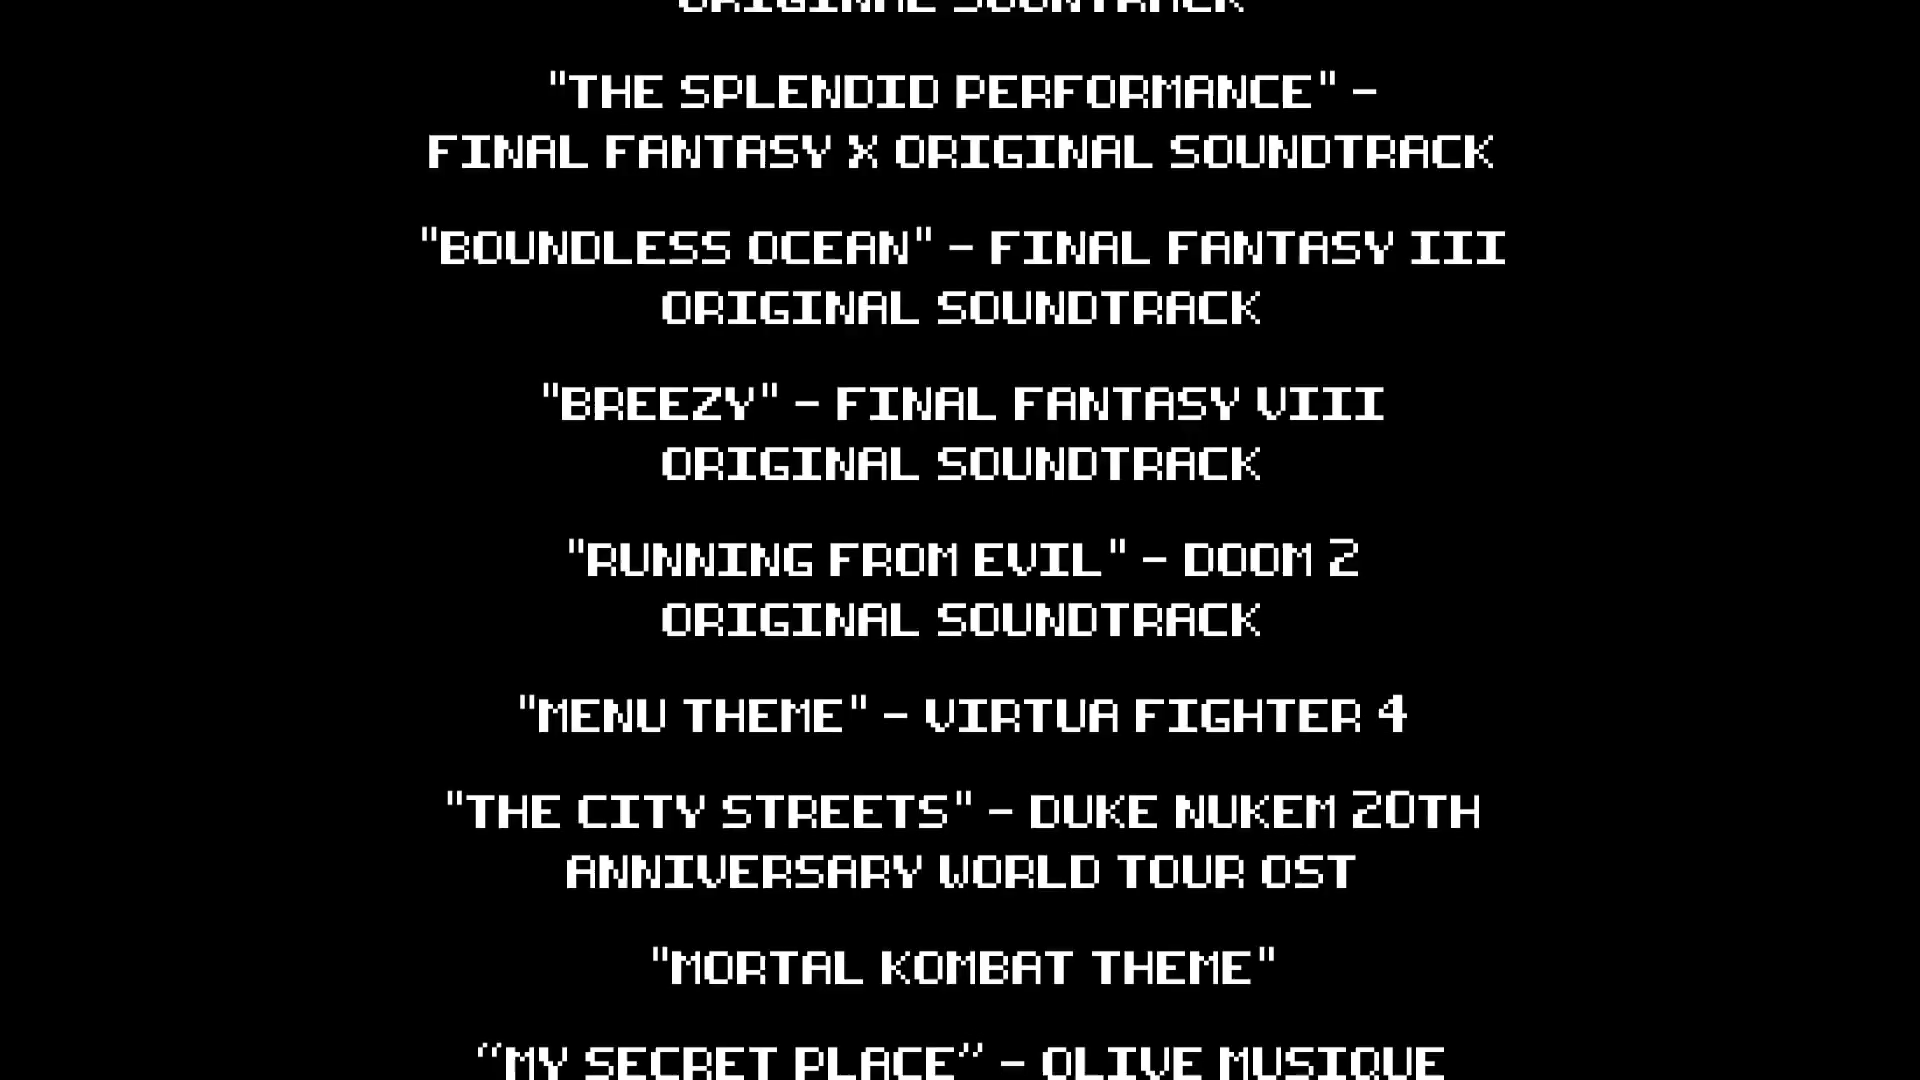 ORIGINAL SOUNTRACK
"THE SPLENDID PERFORMANCE" -
FINAL FANTASY X ORIGINAL SOUNDTRACK
"BOUNDLESS OCEAN" - FINAL FANTASY III
ORIGINAL SOUNDTRACK
"BREEZY" - FINAL FANTASY VIII
ORIGINAL SOUNDTRACK
"RUNNING FROM EVIL" - DOOM 2
ORIGINAL SOUNDTRACK
"MENU THEME" - VIRTUA FIGHTER 4
"THE CITY STREETS" - DUKE NUKEM 20TH
ANNIVERSARY WORLD TOUR OST
"MORTAL KOMBAT THEME"
“MY SECRET PLACE” - OLIVE MUSIQUE